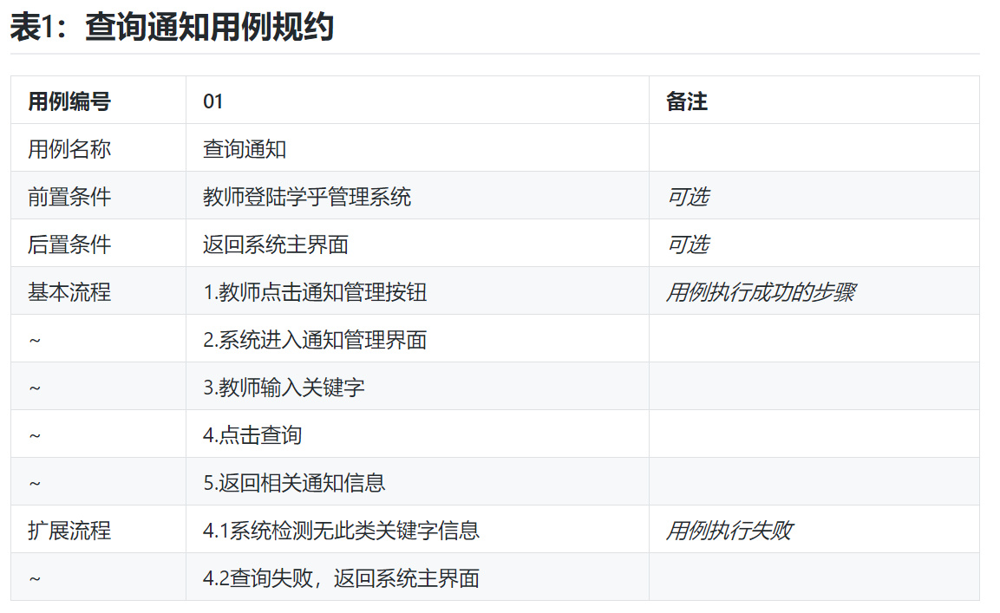 表1：查询通知用例规约
用例编号 01 备注
用例名称 查询通知
前置条件 教师登陆学乎管理系统 可选
后置条件 返回系统主界面 可选
基本流程 1.教师点击通知管理按钮 用例执行成功的步骤
~ 2.系统进入通知管理界面
~ 3.教师输入关键字
~ 4.点击查询
~ 5.返回相关通知信息
扩展流程 4.1系统检测无此类关键字信息 用例执行失败
~ 4.2查询失败，返回系统主界面